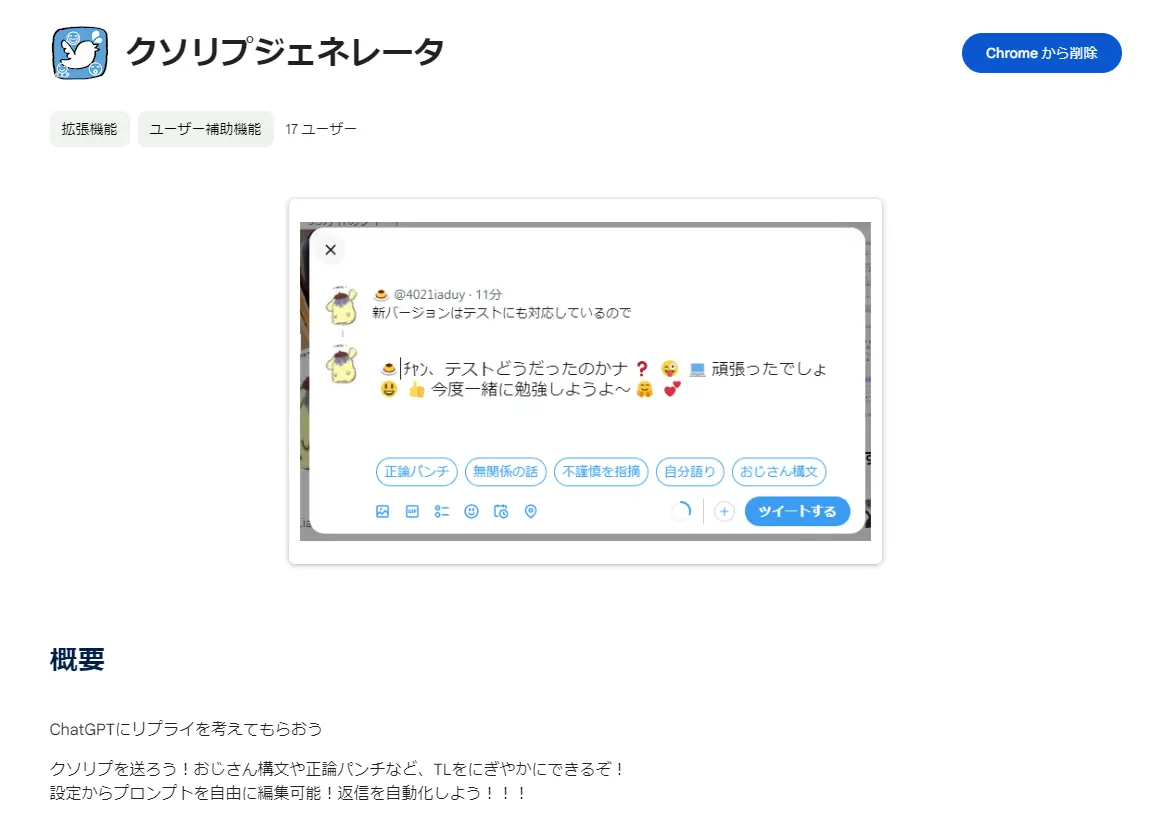 クソリプジェネレータ
Chrome から削除
拡張機能 ユーザー補助機能 17 ユーザー
@4021iaduy · 11分
新バージョンはテストにも対応しているので
🍮ﾁｬﾝ、テストどうだったのかナ❓ 😜 💻 頑張ったでしょ
😃 👍 今度一緒に勉強しようよ～ 🤗 💕
正論パンチ 無関係の話 不謹慎を指摘 自分語り おじさん構文
ツイートする
概要
ChatGPTにリプライを考えてもらおう
クソリプを送ろう！おじさん構文や正論パンチなど、TLをにぎやかにできるぞ！
設定からプロンプトを自由に編集可能！返信を自動化しよう！！！